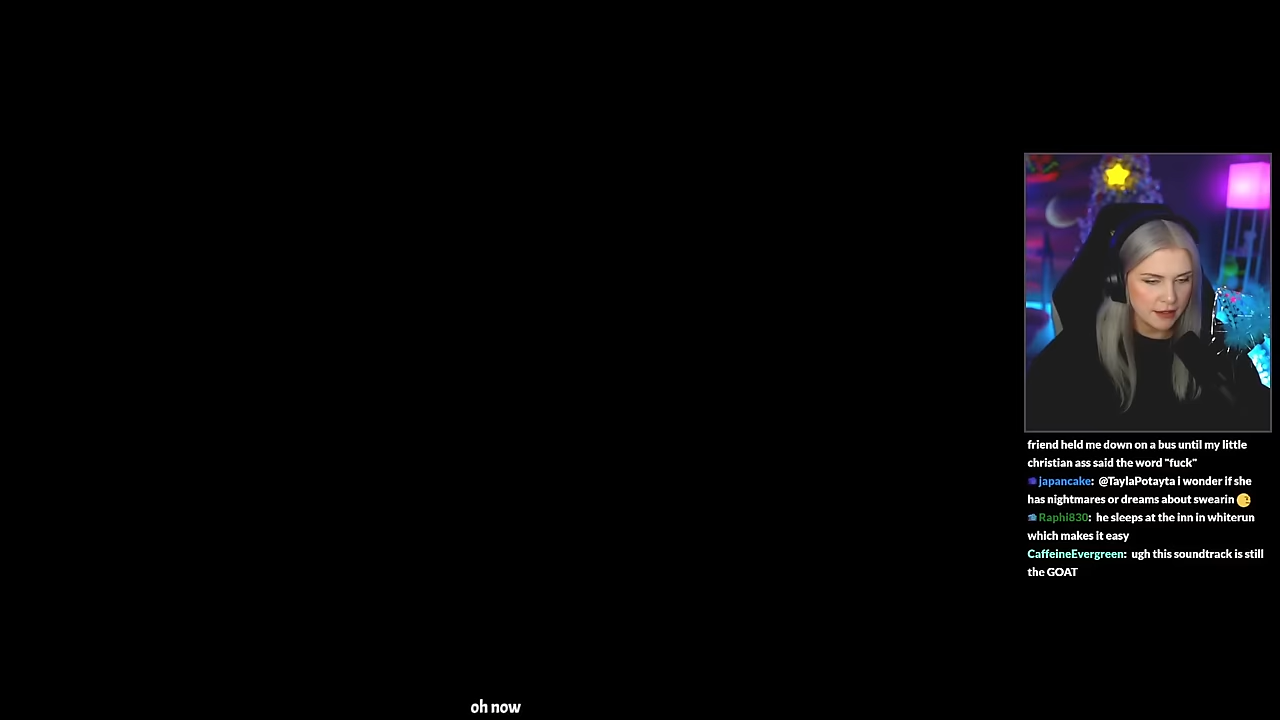 friend held me down on a bus until my little
christian ass said the word "fuck"
japancake: @TaylaPotayta i wonder if she
has nightmares or dreams about swearin
Raphi830: he sleeps at the inn in whiterun
which makes it easy
CaffeineEvergreen: ugh this soundtrack is still
the GOAT
oh now